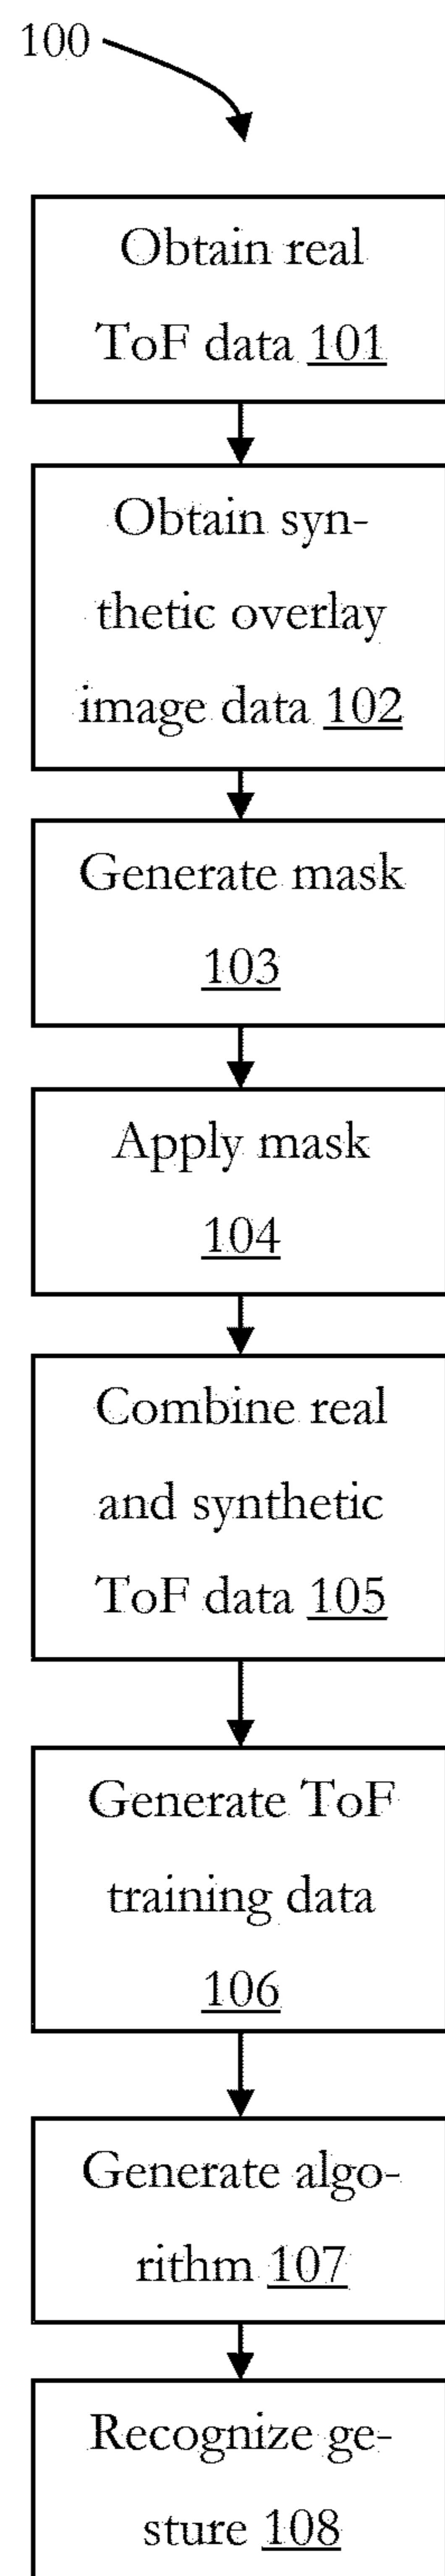 100
Obtain real
ToF data 101
Obtain syn-
thetic overlay
image data 102
Generate mask
103
Apply mask
104
Combine real
and synthetic
ToF data 105
Generate ToF
training data
106
Generate algo-
rithm 107
Recognize ge-
sture 108